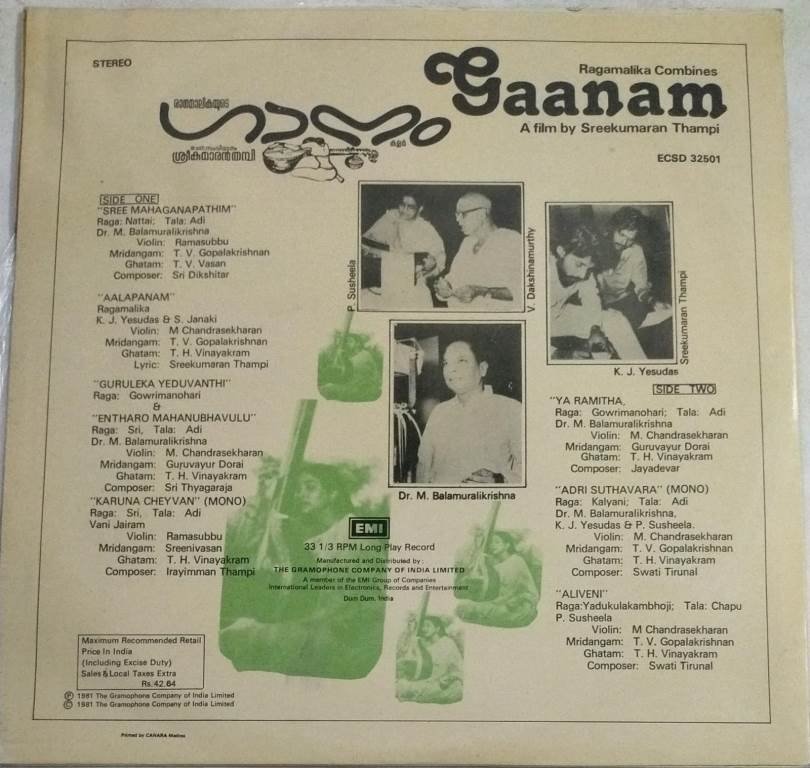 STEREO
Ragamalika Combines
Gaanam
A film by Sreekumaran Thampi
രാഗമാലികയുടെ
ഗാനം
കളർ
ശ്രീകുമാരൻതമ്പി
ECSD 32501
SIDE ONE
"SREE MAHAGANAPATHIM"
Raga: Nattai; Tala: Adi
Dr. M. Balamuralikrishna
Violin: Ramasubbu
Mridangam: T. V. Gopalakrishnan
Ghatam: T. V. Vasan
Composer: Sri Dikshitar
"AALAPANAM"
Ragamalika
K. J. Yesudas & S. Janaki
Violin: M Chandrasekharan
Mridangam: T. V. Gopalakrishnan
Ghatam: T. H. Vinayakram
Lyric: Sreekumaran Thampi
"GURULEKA YEDUVANTHI"
Raga: Gowrimanohari
&
"ENTHARO MAHANUBHAVULU"
Raga: Sri, Tala: Adi
Dr. M. Balamuralikrishna
Violin: M. Chandrasekharan
Mridangam: Guruvayur Dorai
Ghatam: T. H. Vinayakram
Composer: Sri Thyagaraja
"KARUNA CHEYVAN" (MONO)
Raga: Sri, Tala: Adi
Vani Jairam
Violin: Ramasubbu
Mridangam: Sreenivasan
Ghatam: T. H. Vinayakram
Composer: Irayimman Thampi
P. Susheela
V. Dakshinamurthy
Sreekumaran Thampi
K. J. Yesudas
Dr. M. Balamuralikrishna
SIDE TWO
"YA RAMITHA,
Raga: Gowrimanohari; Tala: Adi
Dr. M. Balamuralikrishna
Violin: M. Chandrasekharan
Mridangam: Guruvayur Dorai
Ghatam: T. H. Vinayakram
Composer: Jayadevar
"ADRI SUTHAVARA" (MONO)
Raga: Kalyani; Tala: Adi
Dr. M. Balamuralikrishna,
K. J. Yesudas & P. Susheela.
Violin: M. Chandrasekharan
Mridangam: T. V. Gopalakrishnan
Ghatam: T. H. Vinayakram
Composer: Swati Tirunal
"ALIVENI"
Raga:Yadukulakambhoji; Tala: Chapu
P. Susheela
Violin: M Chandrasekharan
Mridangam: T. V. Gopalakrishnan
Ghatam: T. H. Vinayakram
Composer: Swati Tirunal
EMI
33 1/3 RPM Long Play Record
Manufactured and Distributed by:
THE GRAMOPHONE COMPANY OF INDIA LIMITED
A member of the EMI Group of Companies
International Leaders in Electronics, Records and Entertainment
Dum Dum, India
Maximum Recommended Retail
Price In India
(Including Excise Duty)
Sales & Local Taxes Extra
Rs. 42.64
Ⓟ 1981 The Gramophone Company of India Limited
© 1981 The Gramophone Company of India Limited
Printed by CANARA Madras